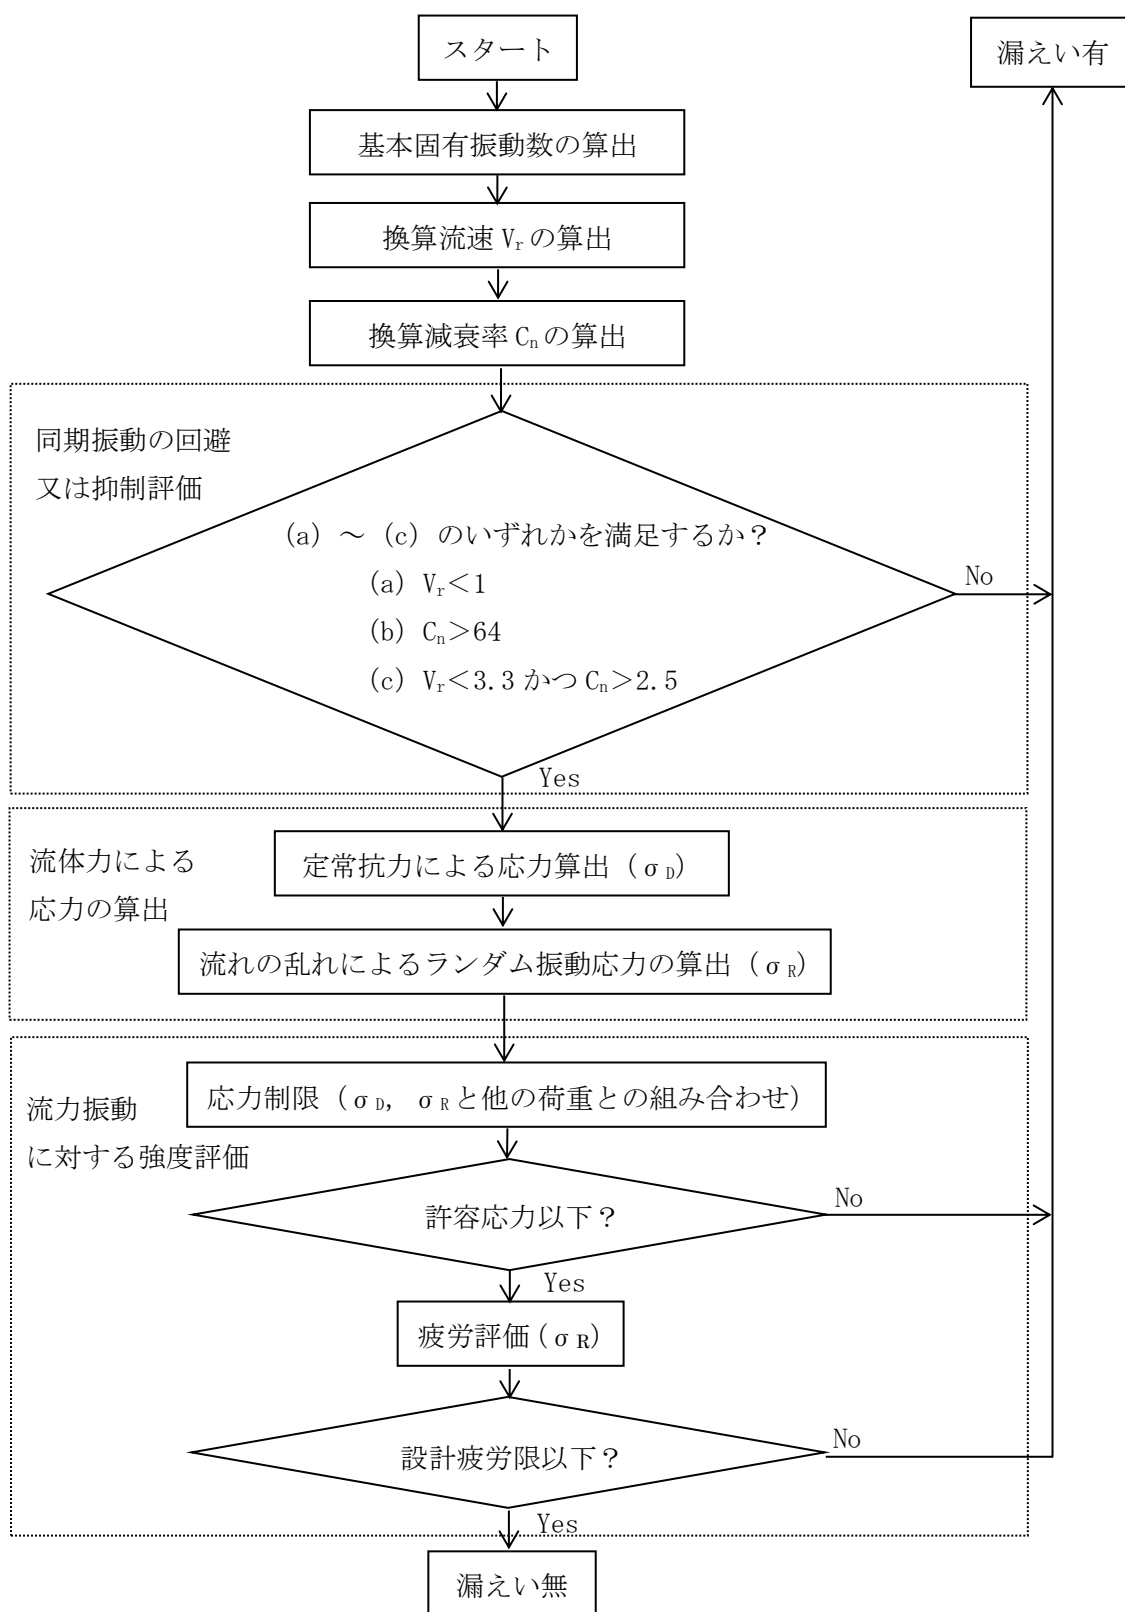 スタート
漏えい有
基本固有振動数の算出
換算流速 Vrの算出
換算減衰率 Cnの算出
同期振動の回避
又は抑制評価
(a) ～ (c) のいずれかを満足するか？
(a) Vr＜1
(b) Cn＞64
(c) Vr＜3.3 かつ Cn＞2.5
No
Yes
流体力による
応力の算出
定常抗力による応力算出 (σD)
流れの乱れによるランダム振動応力の算出 (σR)
流力振動
に対する強度評価
応力制限 (σD, σRと他の荷重との組み合わせ)
許容応力以下？
No
Yes
疲労評価(σR)
設計疲労限以下？
No
Yes
漏えい無